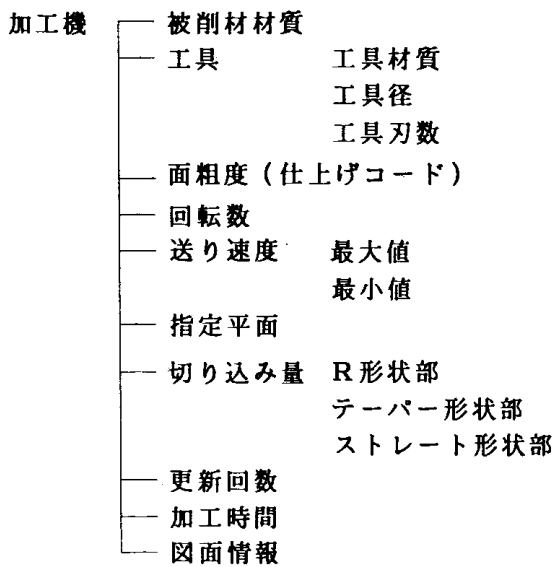 加工機 被削材材質
工具 工具材質
工具径
工具刃数
面粗度(仕上げコード)
回転数
送り速度 最大値
最小値
指定平面
切り込み量 R形状部
テーパー形状部
ストレート形状部
更新回数
加工時間
図面情報